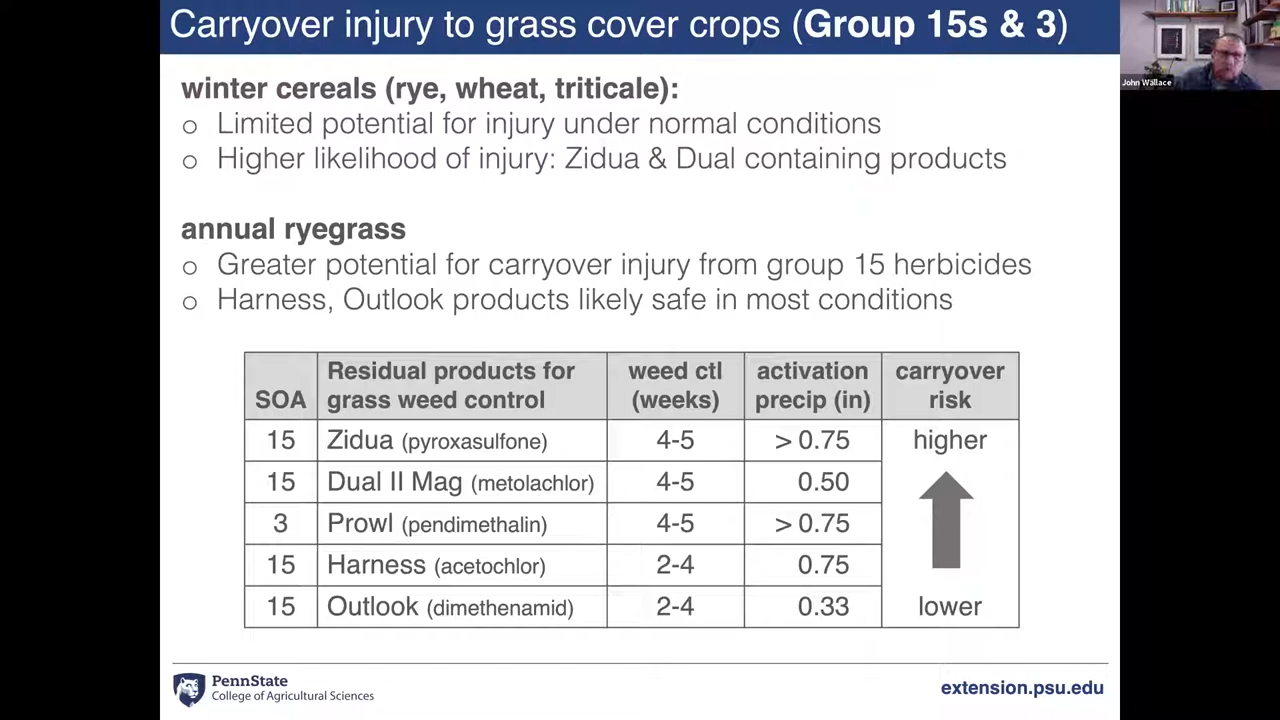 Carryover injury to grass cover crops (Group 15s & 3)
John Wallace
winter cereals (rye, wheat, triticale):
o Limited potential for injury under normal conditions
o Higher likelihood of injury: Zidua & Dual containing products
annual ryegrass
o Greater potential for carryover injury from group 15 herbicides
o Harness, Outlook products likely safe in most conditions
SOA Residual products for grass weed control weed ctl (weeks) activation precip (in) carryover risk
15 Zidua (pyroxasulfone) 4-5 > 0.75 higher
15 Dual II Mag (metolachlor) 4-5 0.50
3 Prowl (pendimethalin) 4-5 > 0.75
15 Harness (acetochlor) 2-4 0.75
15 Outlook (dimethenamid) 2-4 0.33 lower
PennState
College of Agricultural Sciences
extension.psu.edu